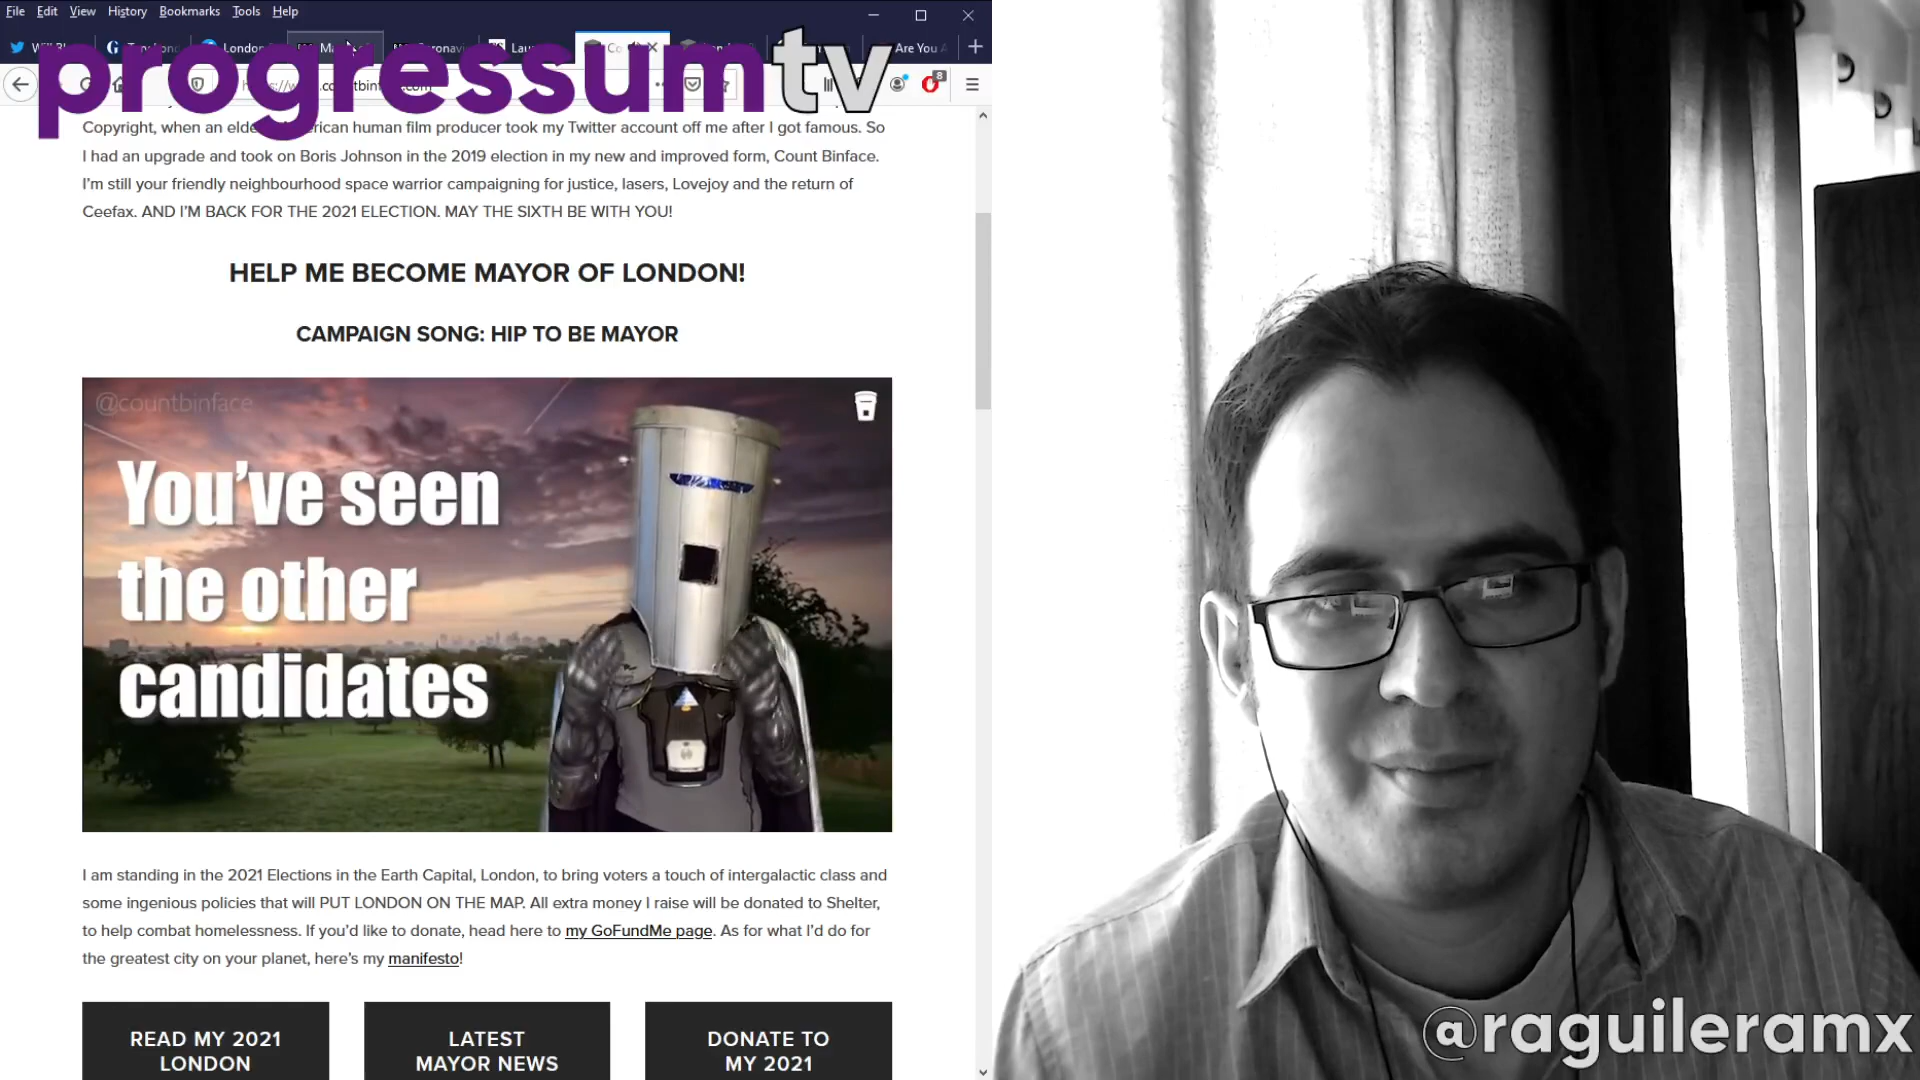 File Edit View History Bookmarks Tools Help
progressumtv
London
Are You A
8
Copyright, when an human film producer took my Twitter account off me after I got famous. So
I had an upgrade and took on Boris Johnson in the 2019 election in my new and improved form, Count Binface.
I'm still your friendly neighbourhood space warrior campaigning for justice, lasers, Lovejoy and the return of
Ceefax. AND I'M BACK FOR THE 2021 ELECTION. MAY THE SIXTH BE WITH YOU!
HELP ME BECOME MAYOR OF LONDON!
CAMPAIGN SONG: HIP TO BE MAYOR
@countbinface
You've seen
the other
candidates
I am standing in the 2021 Elections in the Earth Capital, London, to bring voters a touch of intergalactic class and
some ingenious policies that will PUT LONDON ON THE MAP. All extra money I raise will be donated to Shelter,
to help combat homelessness. If you'd like to donate, head here to my GoFundMe page. As for what I'd do for
the greatest city on your planet, here's my manifesto!
READ MY 2021
LONDON
LATEST
MAYOR NEWS
DONATE TO
MY 2021
@raguileramx